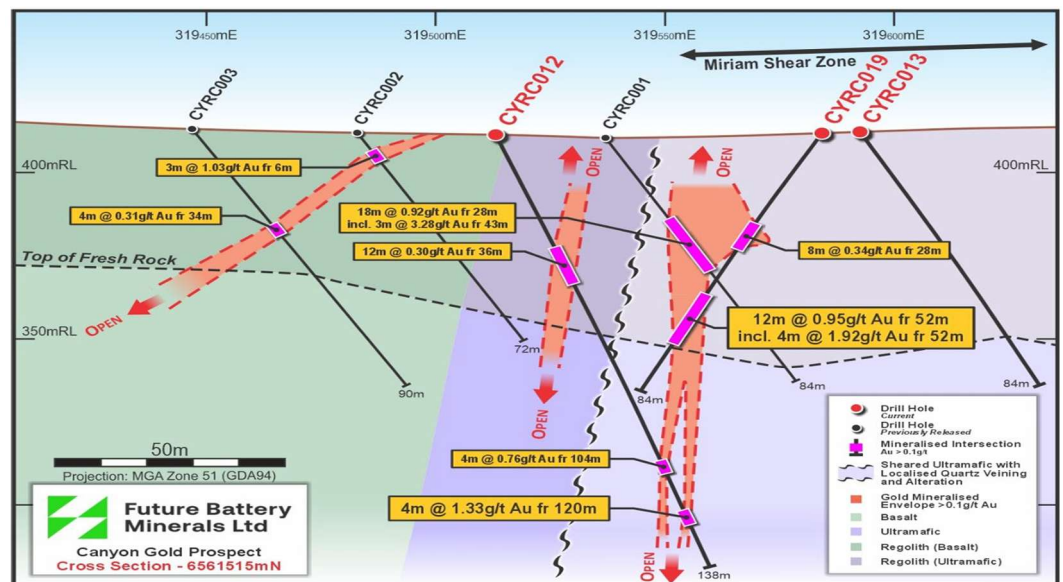 319450mE
319500mE
319550mE
319600mE
Miriam Shear Zone
CYRC003
CYRC002
CYRC012
CYRC001
CYRC019
CYRC013
400mRL
400mRL
3m @ 1.03g/t Au fr 6m
OPEN
OPEN
4m @ 0.31g/t Au fr 34m
18m @ 0.92g/t Au fr 28m
incl. 3m @ 3.28g/t Au fr 43m
12m @ 0.30g/t Au fr 36m
8m @ 0.34g/t Au fr 28m
Top of Fresh Rock
OPEN
12m @ 0.95g/t Au fr 52m
incl. 4m @ 1.92g/t Au fr 52m
350mRL
72m
90m
84m
84m
84m
OPEN
50m
Projection: MGA Zone 51 (GDA94)
4m @ 0.76g/t Au fr 104m
4m @ 1.33g/t Au fr 120m
OPEN
138m
Future Battery
Minerals Ltd
Canyon Gold Prospect
Cross Section - 6561515mN
Drill Hole
Current
Drill Hole
Previously Released
Mineralised Intersection
Au > 0.1g/t
Sheared Ultramafic with
Localised Quartz Veining
and Alteration
Gold Mineralised
Envelope >0.1g/t Au
Basalt
Ultramafic
Regolith (Basalt)
Regolith (Ultramafic)